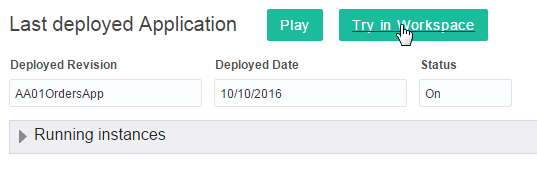 Last deployed Application Play Try in Workspace
Deployed Revision Deployed Date Status
AA01OrdersApp 10/10/2016 On
Running instances